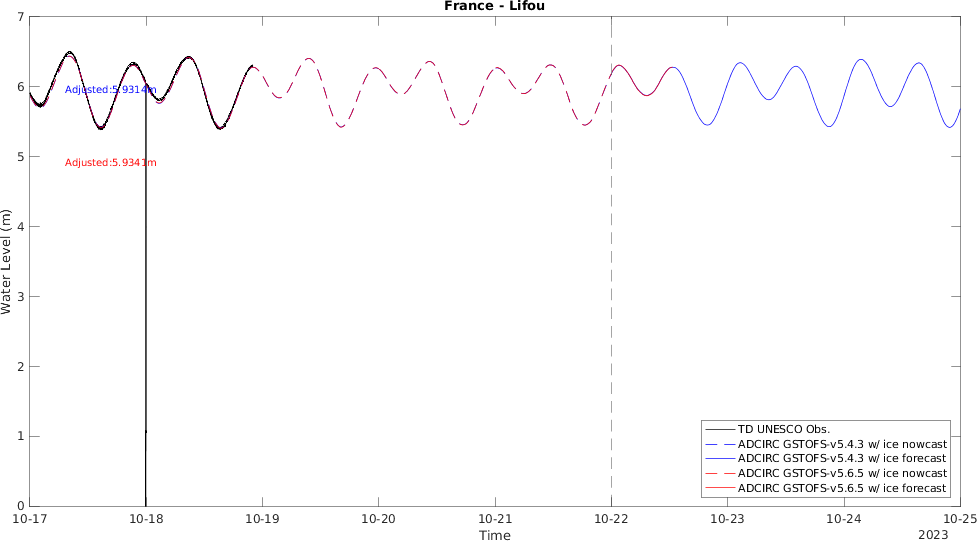 France - Lifou
7
6
5
4
3
2
1
0
Water Level (m)
Adjusted:5.9314m
Adjusted:5.9341m
TD UNESCO Obs.
ADCIRC GSTOFS-v5.4.3 w/ ice nowcast
ADCIRC GSTOFS-v5.4.3 w/ ice forecast
ADCIRC GSTOFS-v5.6.5 w/ ice nowcast
ADCIRC GSTOFS-v5.6.5 w/ ice forecast
10-17 10-18 10-19 10-20 10-21 10-22 10-23 10-24 10-25
Time
2023